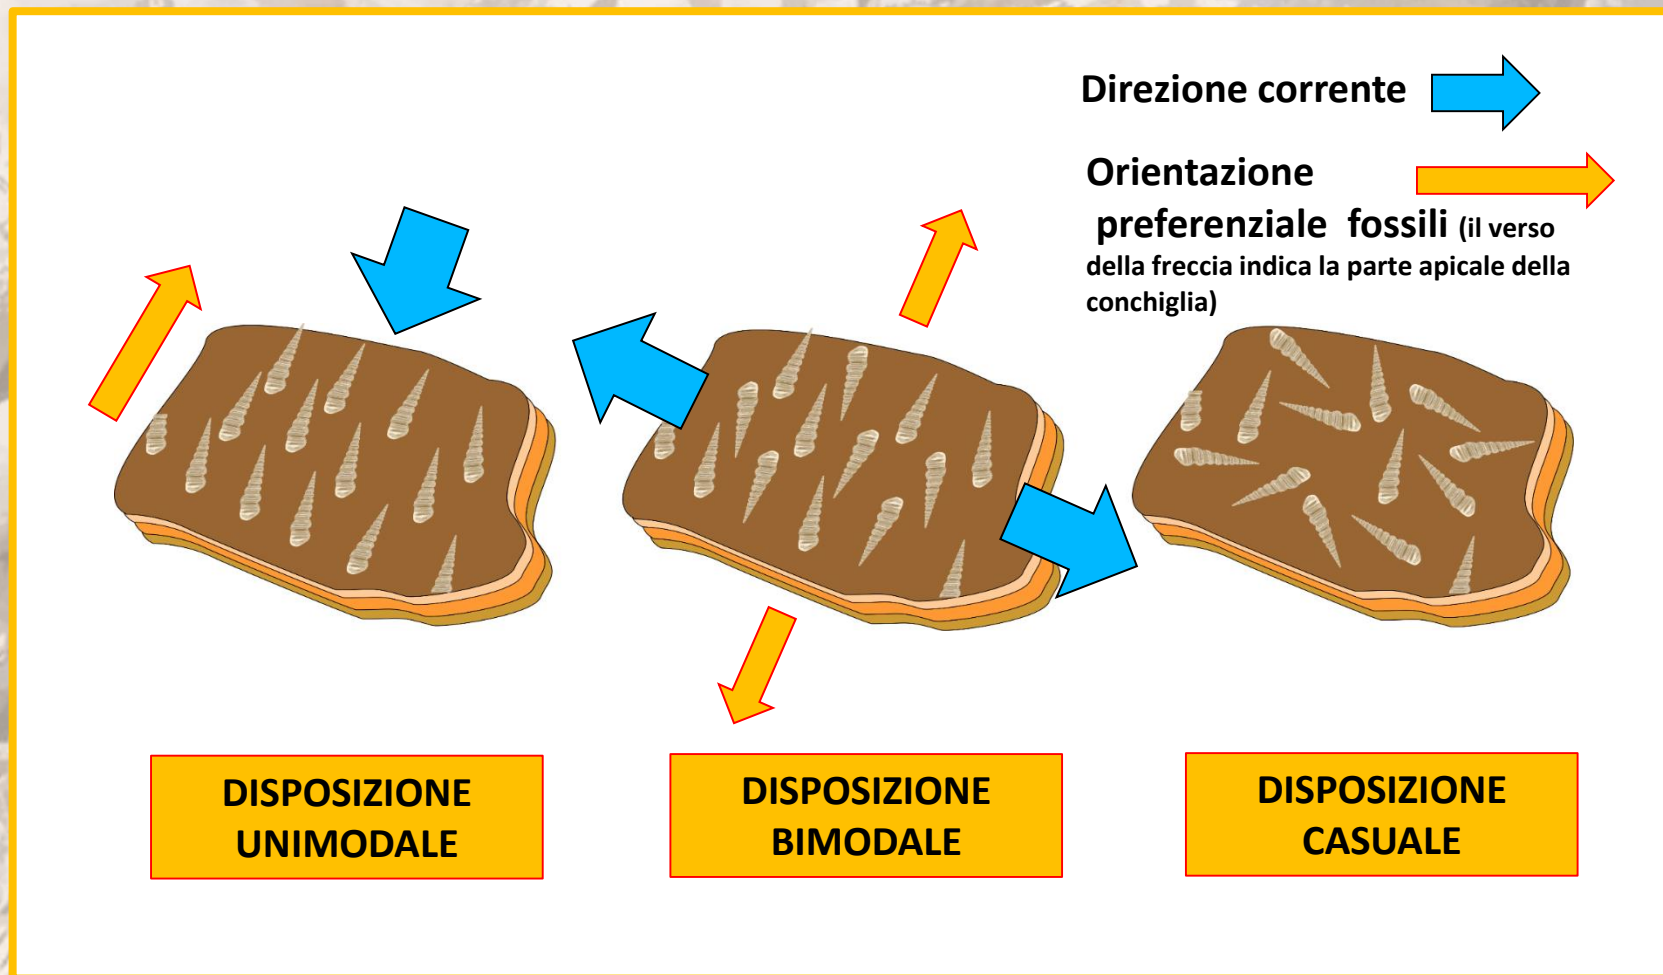 Direzione corrente
Orientazione
preferenziale fossili (il verso
della freccia indica la parte apicale della
conchiglia)
DISPOSIZIONE
UNIMODALE
DISPOSIZIONE
BIMODALE
DISPOSIZIONE
CASUALE